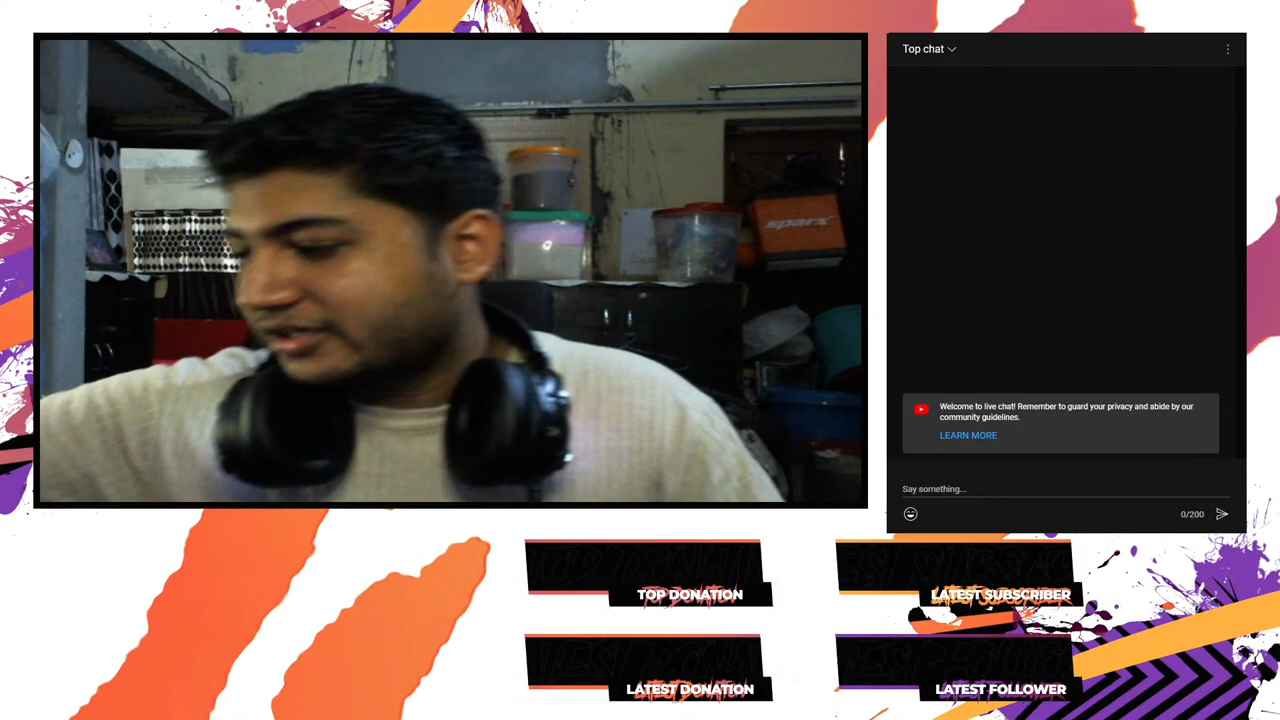 Top chat
sparx
Welcome to live chat! Remember to guard your privacy and abide by our
community guidelines.
LEARN MORE
Say something...
0/200
TOP DONATION
LATEST SUBSCRIBER
LATEST DONATION
LATEST FOLLOWER